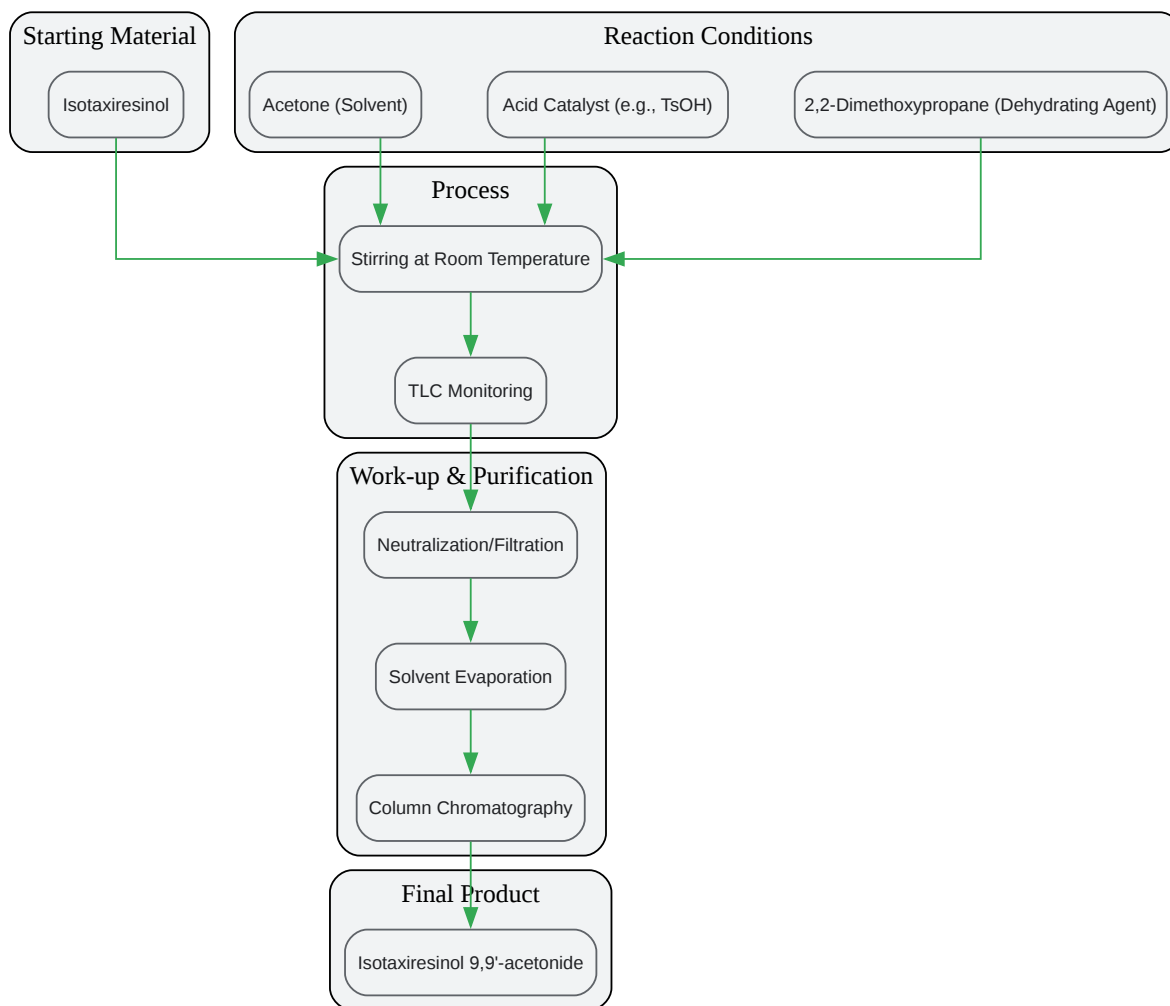 Starting Material
Reaction Conditions
Isotaxiresinol
Acetone (Solvent)
Acid Catalyst (e.g., TsOH)
2,2-Dimethoxypropane (Dehydrating Agent)
Process
Stirring at Room Temperature
TLC Monitoring
Work-up & Purification
Neutralization/Filtration
Solvent Evaporation
Column Chromatography
Final Product
Isotaxiresinol 9,9'-acetonide